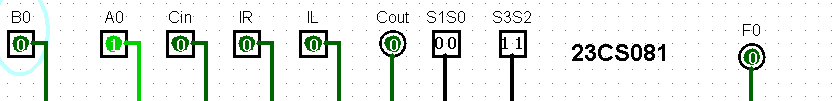 B0 A0 Cin IR IL Cout S1S0 S3S2 F0
0 1 0 0 0 0 00 11 23CS081 0